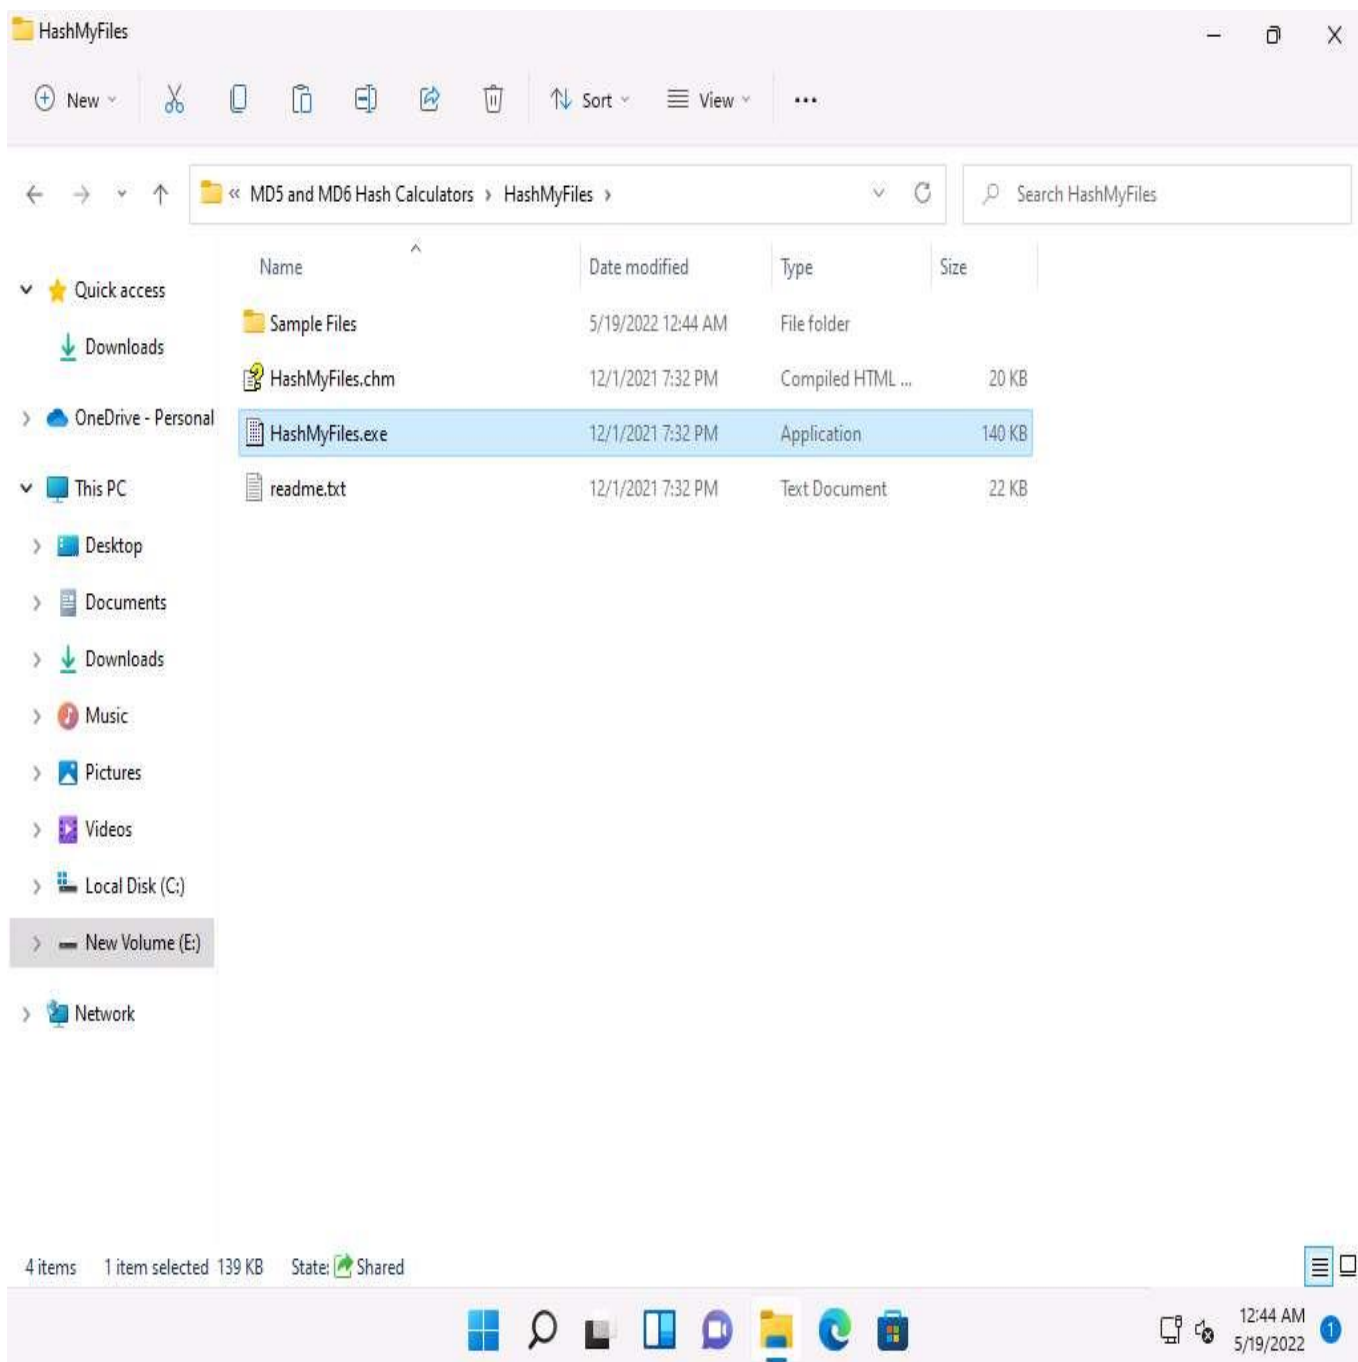 HashMyFiles
New
Sort
View
« MD5 and MD6 Hash Calculators › HashMyFiles ›
Search HashMyFiles
Name Date modified Type Size
Quick access
Downloads
OneDrive - Personal
This PC
Desktop
Documents
Downloads
Music
Pictures
Videos
Local Disk (C:)
New Volume (E:)
Network
Sample Files 5/19/2022 12:44 AM File folder
HashMyFiles.chm 12/1/2021 7:32 PM Compiled HTML ... 20 KB
HashMyFiles.exe 12/1/2021 7:32 PM Application 140 KB
readme.txt 12/1/2021 7:32 PM Text Document 22 KB
4 items 1 item selected 139 KB State: Shared
12:44 AM
5/19/2022
1